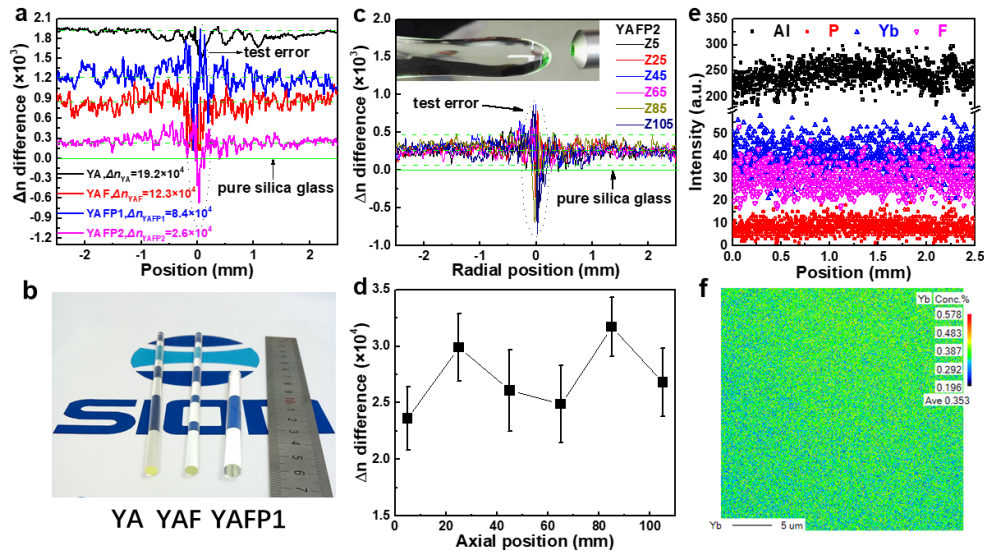 a
Δn difference (×10³)
2.1
1.8
1.5
1.2
0.9
0.6
0.3
0.0
-0.3
-0.6
-0.9
-1.2
test error
pure silica glass
YA ,Δn_YA=19.2×10⁴
YAF,Δn_YAF=12.3×10⁴
YAFP1,Δn_YAFP1=8.4×10⁴
YAFP2,Δn_YAFP2=2.6×10⁴
-2 -1 0 1 2
Position (mm)
b
SIOM
YA YAF YAFP1
c
Δn difference (×10³)
2.0
1.5
1.0
0.5
0.0
-0.5
-1.0
YAFP2
Z5
Z25
Z45
Z65
Z85
Z105
test error
pure silica glass
-2 -1 0 1 2
Radial position (mm)
d
Δn difference (×10⁴)
3.5
3.0
2.5
2.0
1.5
0 20 40 60 80 100
Axial position (mm)
e
Al P Yb F
Intensity (a.u.)
300
250
200
50
40
30
20
10
0
0.0 0.5 1.0 1.5 2.0 2.5
Position (mm)
f
Yb Conc.%
0.578
0.483
0.387
0.292
0.196
Ave 0.353
Yb 5 um